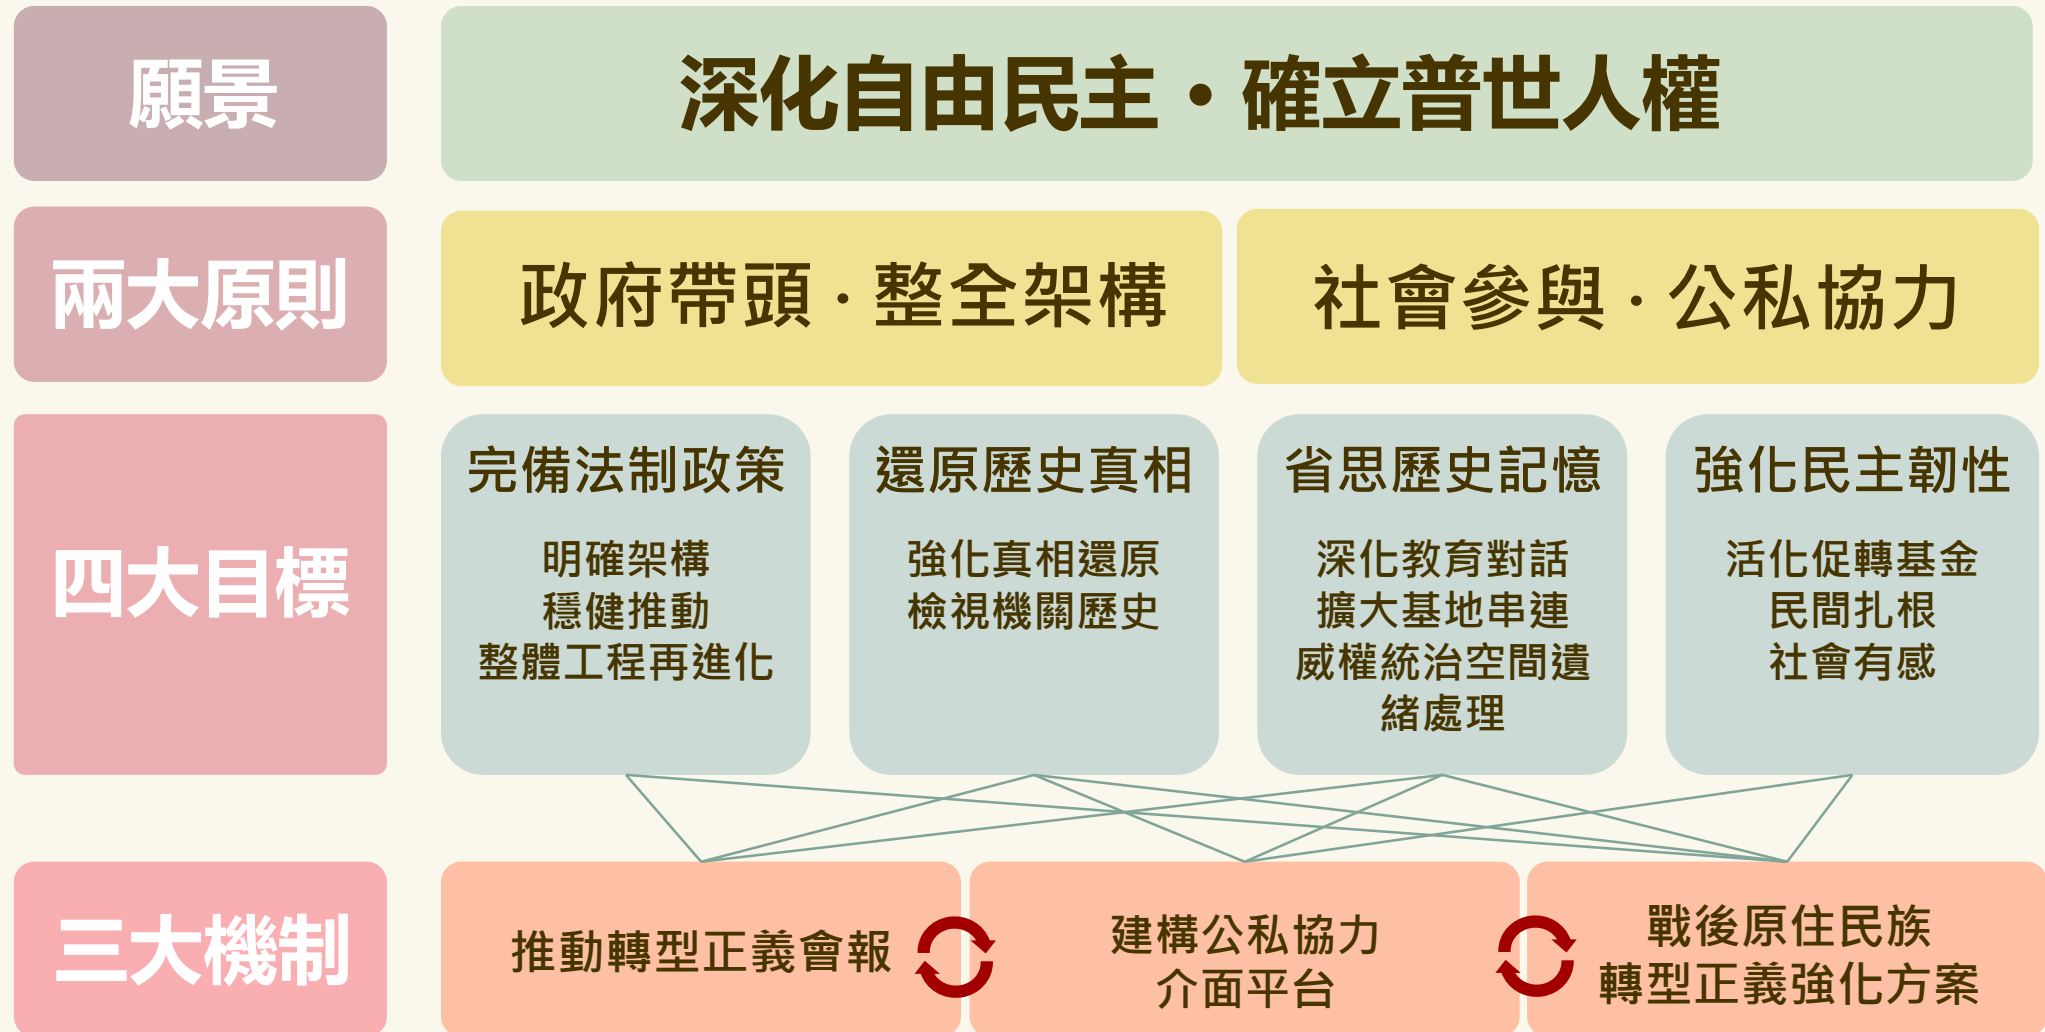 願景
深化自由民主・確立普世人權
兩大原則
政府帶頭・整全架構
社會參與・公私協力
四大目標
完備法制政策
明確架構
穩健推動
整體工程再進化
還原歷史真相
強化真相還原
檢視機關歷史
省思歷史記憶
深化教育對話
擴大基地串連
威權統治空間遺
緒處理
強化民主韌性
活化促轉基金
民間扎根
社會有感
三大機制
推動轉型正義會報
建構公私協力
介面平台
戰後原住民族
轉型正義強化方案